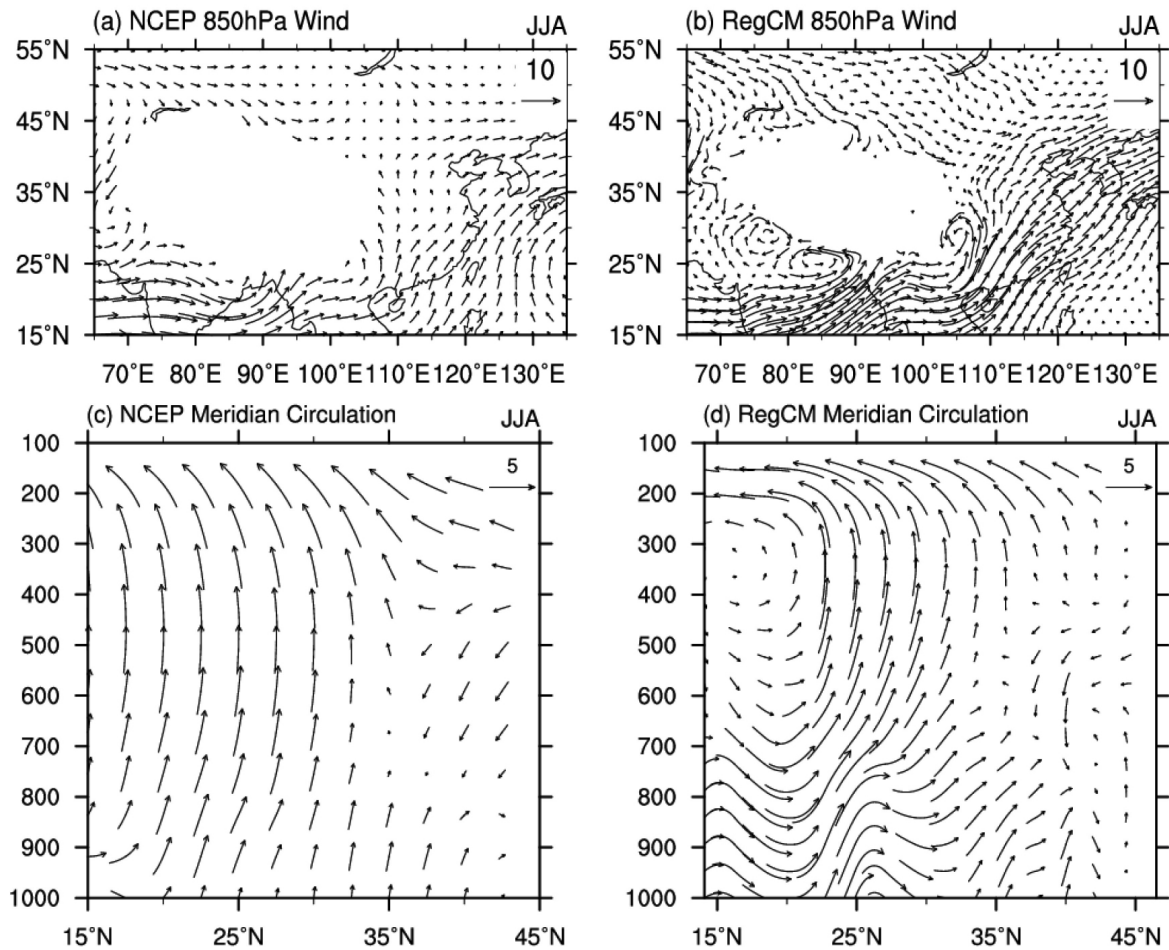 (a) NCEP 850hPa Wind JJA
55°N
10
45°N
35°N
25°N
15°N
70°E 80°E 90°E 100°E 110°E 120°E 130°E
(b) RegCM 850hPa Wind JJA
55°N
10
45°N
35°N
25°N
15°N
70°E 80°E 90°E 100°E 110°E 120°E 130°E
(c) NCEP Meridian Circulation JJA
100
5
200
300
400
500
600
700
800
900
1000
15°N 25°N 35°N 45°N
(d) RegCM Meridian Circulation JJA
100
5
200
300
400
500
600
700
800
900
1000
15°N 25°N 35°N 45°N